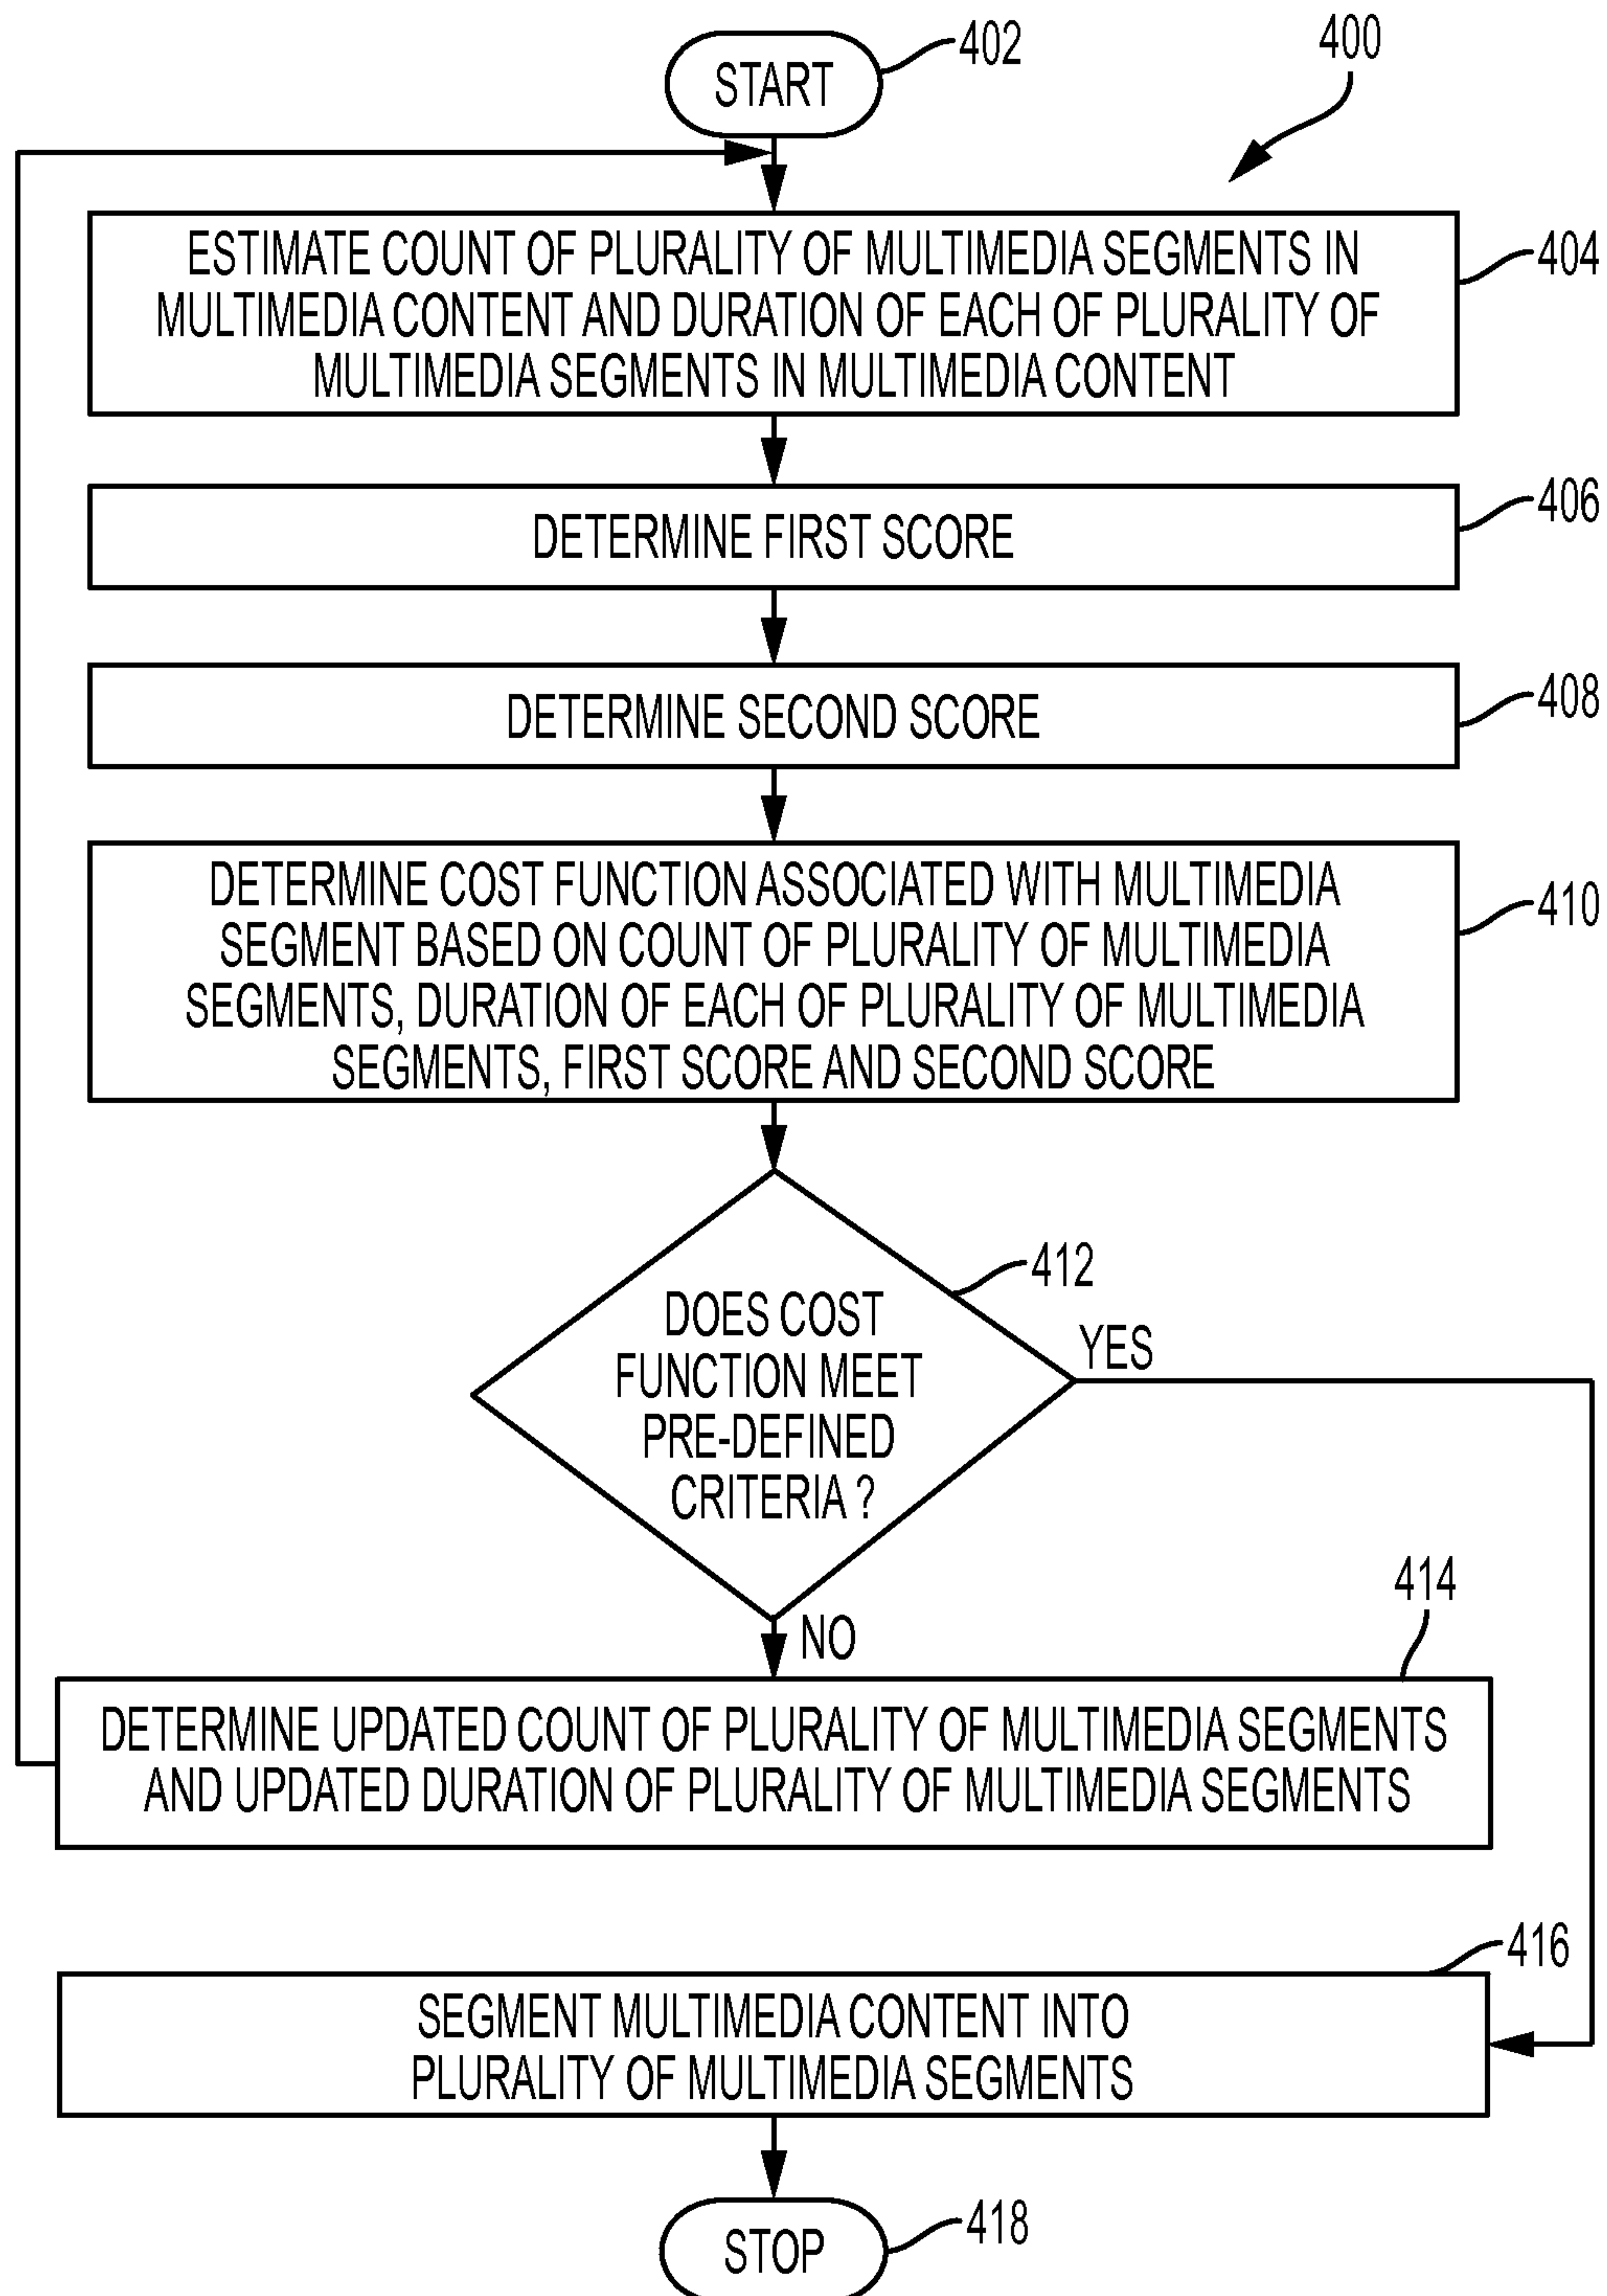 START
402
400
ESTIMATE COUNT OF PLURALITY OF MULTIMEDIA SEGMENTS IN
MULTIMEDIA CONTENT AND DURATION OF EACH OF PLURALITY OF
MULTIMEDIA SEGMENTS IN MULTIMEDIA CONTENT
404
DETERMINE FIRST SCORE
406
DETERMINE SECOND SCORE
408
DETERMINE COST FUNCTION ASSOCIATED WITH MULTIMEDIA
SEGMENT BASED ON COUNT OF PLURALITY OF MULTIMEDIA
SEGMENTS, DURATION OF EACH OF PLURALITY OF MULTIMEDIA
SEGMENTS, FIRST SCORE AND SECOND SCORE
410
412
DOES COST
FUNCTION MEET
PRE-DEFINED
CRITERIA ?
YES
NO
414
DETERMINE UPDATED COUNT OF PLURALITY OF MULTIMEDIA SEGMENTS
AND UPDATED DURATION OF PLURALITY OF MULTIMEDIA SEGMENTS
416
SEGMENT MULTIMEDIA CONTENT INTO
PLURALITY OF MULTIMEDIA SEGMENTS
STOP
418